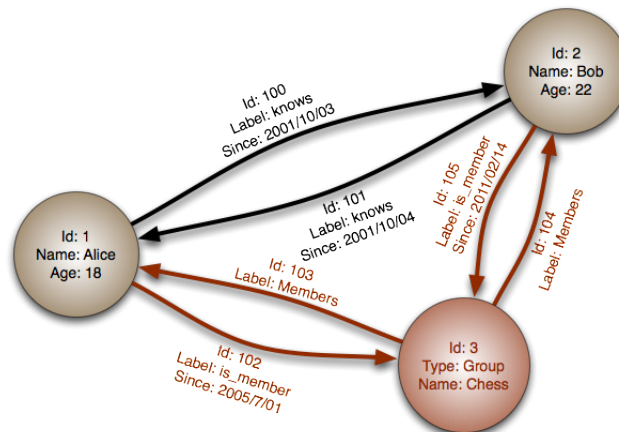 Id: 2
Name: Bob
Age: 22
Id: 100
Label: knows
Since: 2001/10/03
Id: 101
Label: knows
Since: 2001/10/04
Id: 105
Label: is_member
Since: 2011/02/14
Id: 104
Label: Members
Id: 1
Name: Alice
Age: 18
Id: 103
Label: Members
Id: 102
Label: is_member
Since: 2005/7/01
Id: 3
Type: Group
Name: Chess